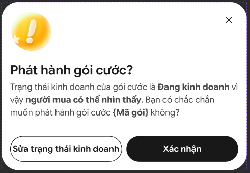 Phát hành gói cước?
Trạng thái kinh doanh của gói cước là Đang kinh doanh vì
vậy người mua có thể nhìn thấy. Bạn có chắc chắn
muốn phát hành gói cước {Mã gói} không?
Sửa trạng thái kinh doanh
Xác nhận